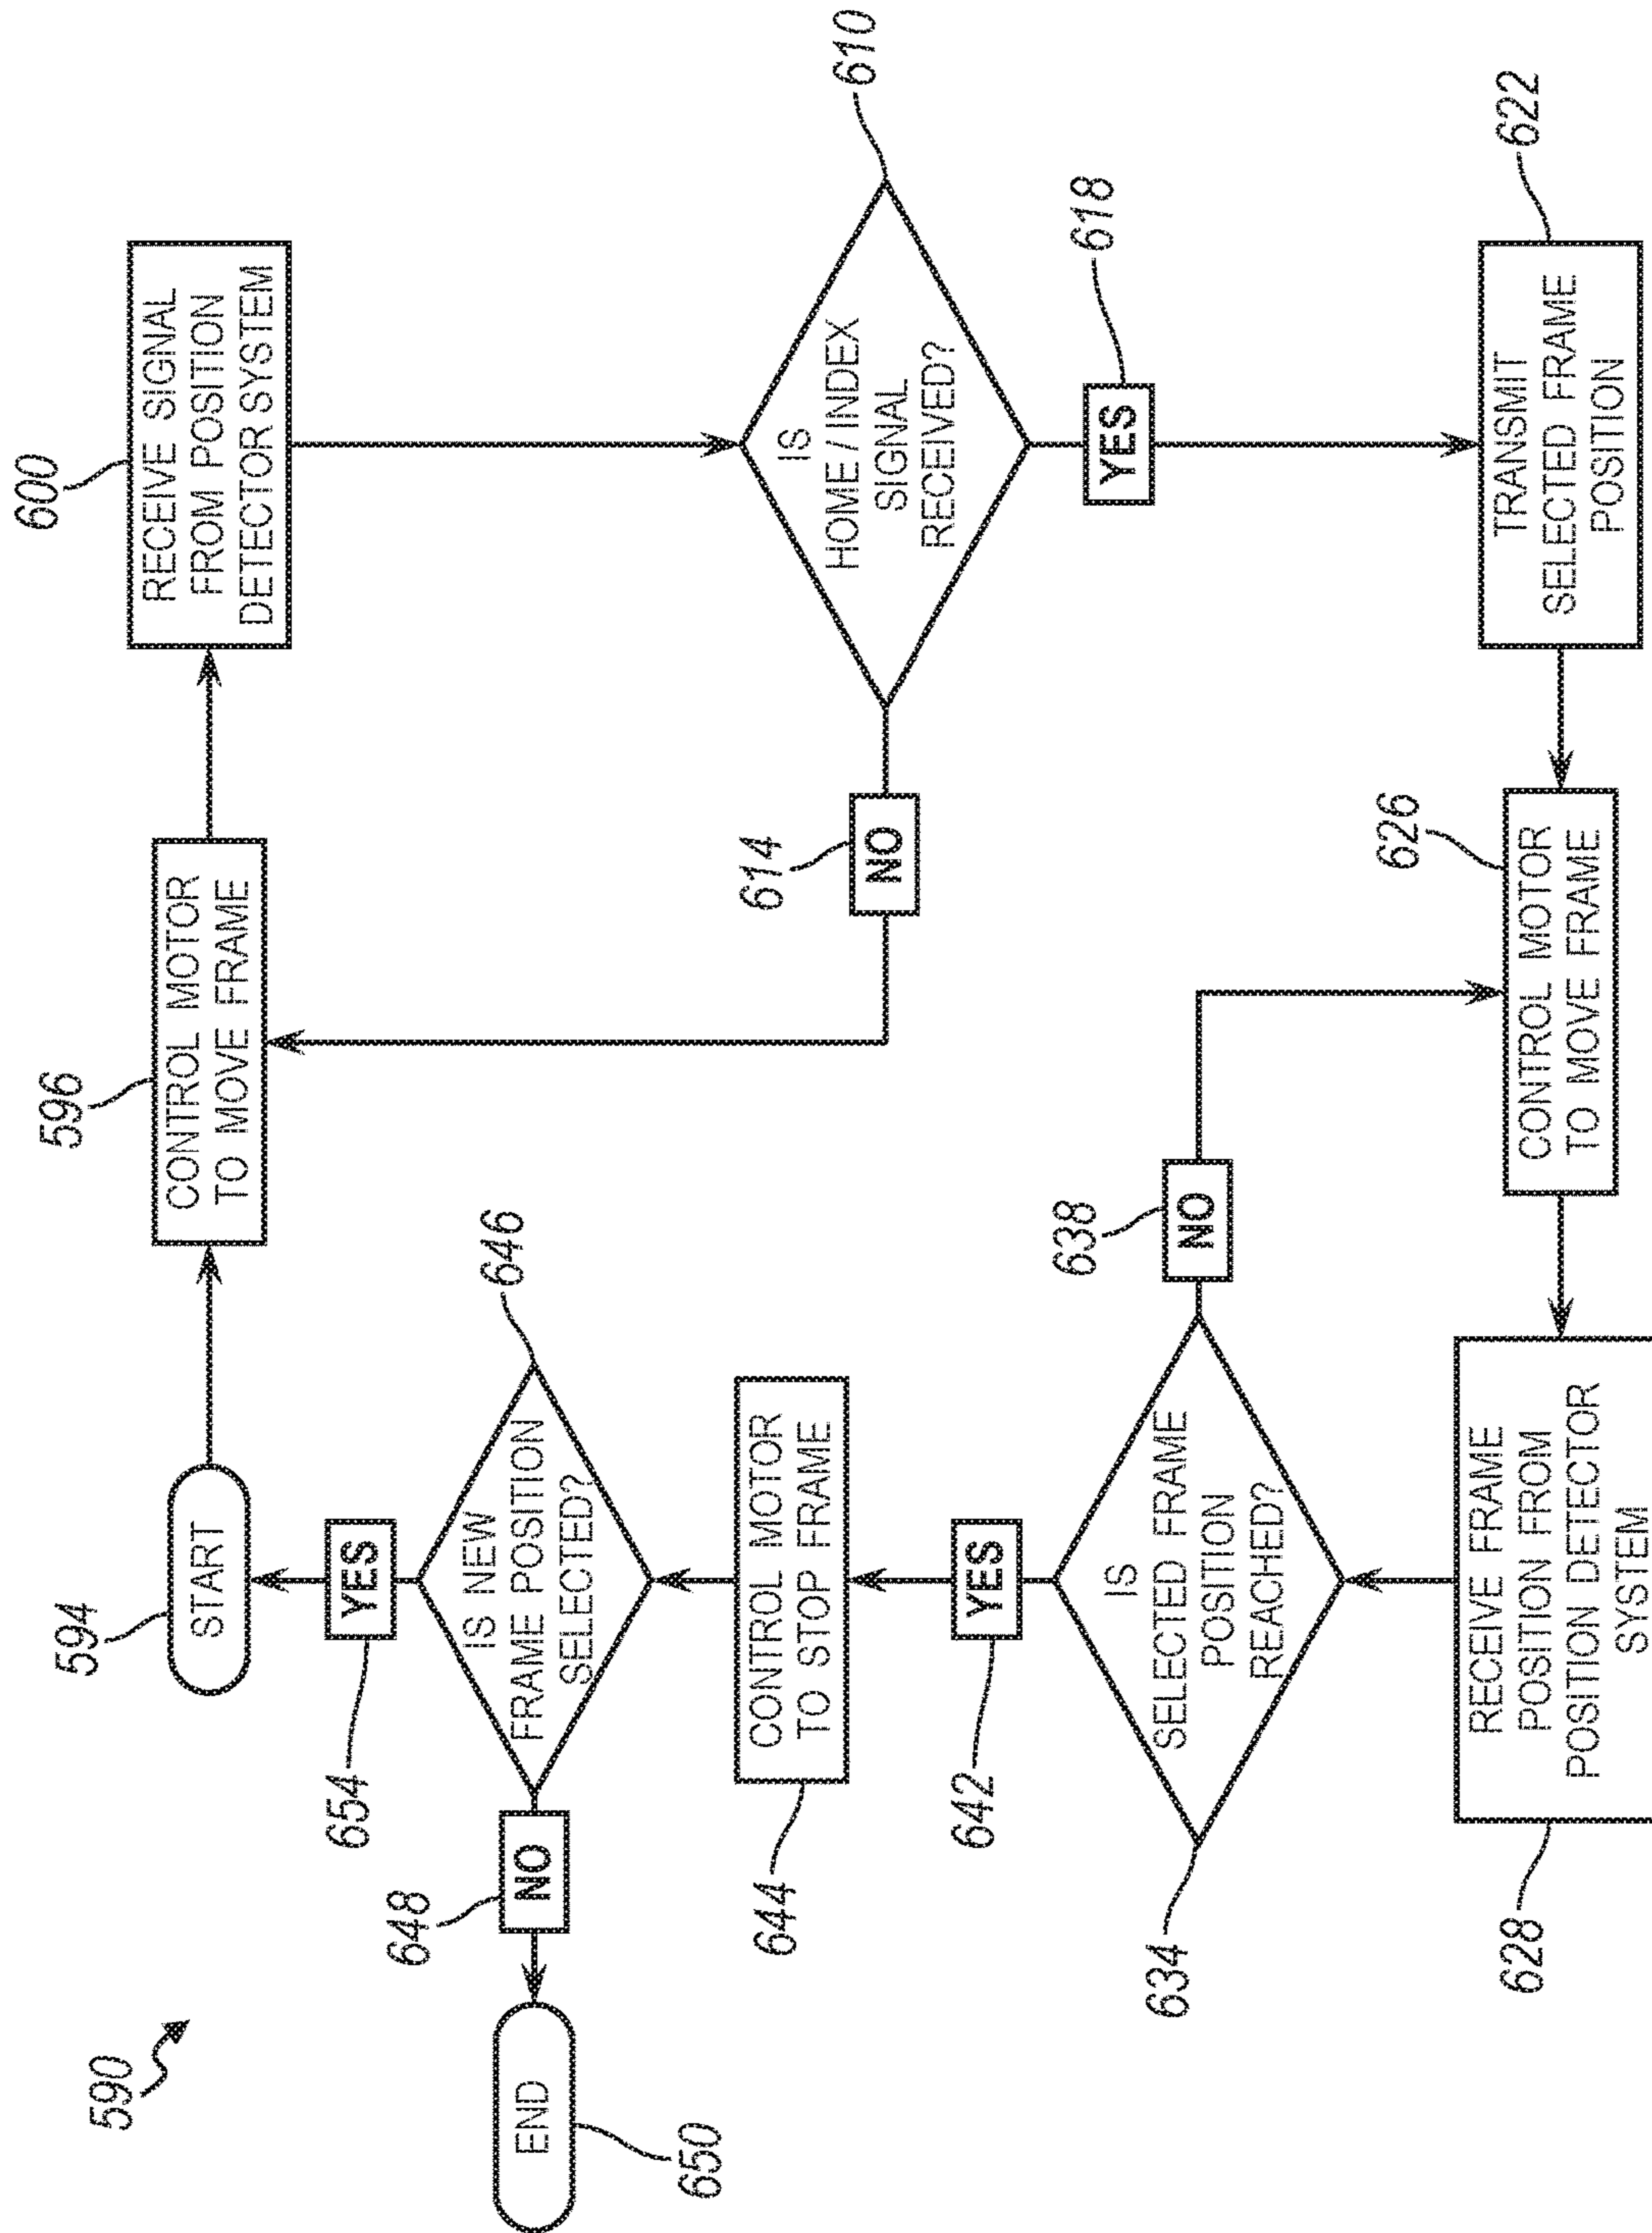 590
594
START
596
CONTROL MOTOR
TO MOVE FRAME
600
RECEIVE SIGNAL
FROM POSITION
DETECTOR SYSTEM
IS
HOME / INDEX
SIGNAL
RECEIVED?
610
614
NO
YES
618
TRANSMIT
SELECTED FRAME
POSITION
622
626
CONTROL MOTOR
TO MOVE FRAME
RECEIVE FRAME
POSITION FROM
POSITION DETECTOR
SYSTEM
628
IS
SELECTED FRAME
POSITION
REACHED?
634
638
NO
642
YES
CONTROL MOTOR
TO STOP FRAME
644
IS NEW
FRAME POSITION
SELECTED?
646
648
NO
END
650
654
YES